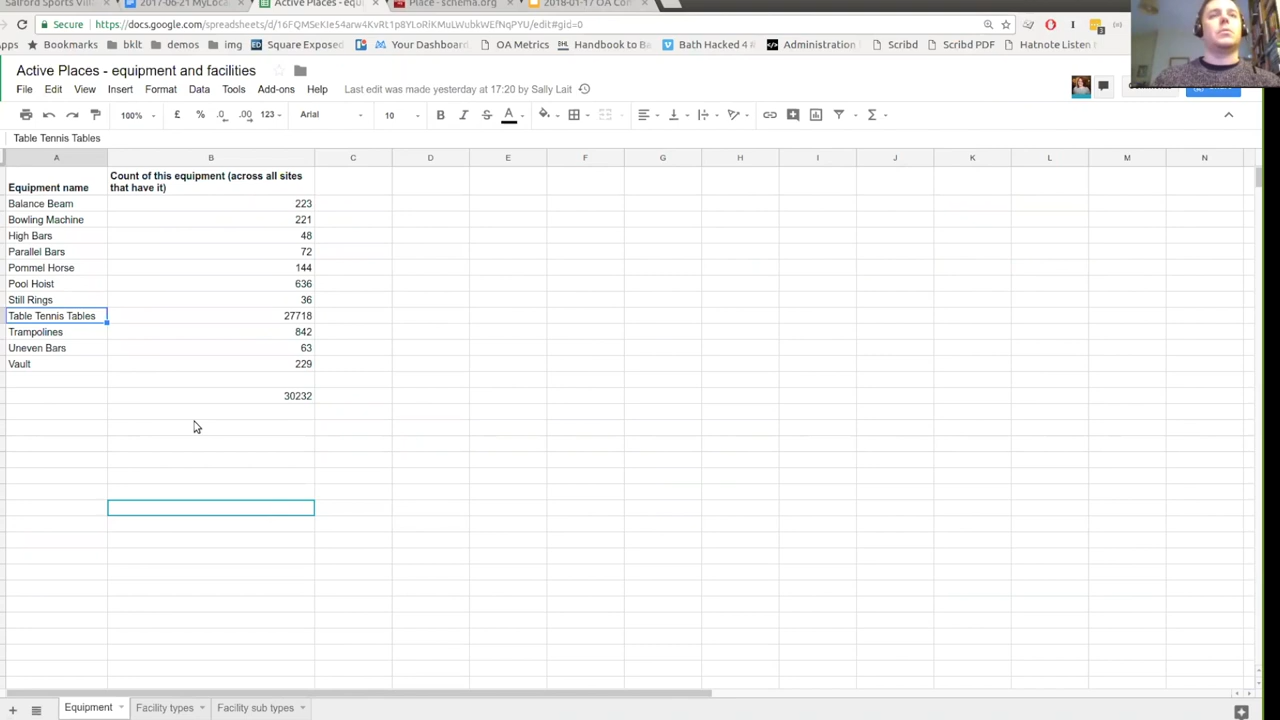 Salford Sports Villa
2017-06-21 MyLoca
Active Places - equi
Place - schema.org
2018-01-17 OA Com
Secure
https://docs.google.com/spreadsheets/d/16FQMSeKIe54arw4KvRt1p8YLoRiKMuLWubkWEfNqPYU/edit#gid=0
Apps
Bookmarks
bklt
demos
img
Square Exposed
Your Dashboard
OA Metrics
Handbook to Ba
Bath Hacked 4
Administration
Scribd
Scribd PDF
Hatnote Listen
Active Places - equipment and facilities
File Edit View Insert Format Data Tools Add-ons Help Last edit was made yesterday at 17:20 by Sally Lait
100% £ % .0 .00 123 Arial 10 B I S A Σ
Table Tennis Tables
A B C D E F G H I J K L M N
Count of this equipment (across all sites
Equipment name that have it)
Balance Beam 223
Bowling Machine 221
High Bars 48
Parallel Bars 72
Pommel Horse 144
Pool Hoist 636
Still Rings 36
Table Tennis Tables 27718
Trampolines 842
Uneven Bars 63
Vault 229
30232
Equipment Facility types Facility sub types